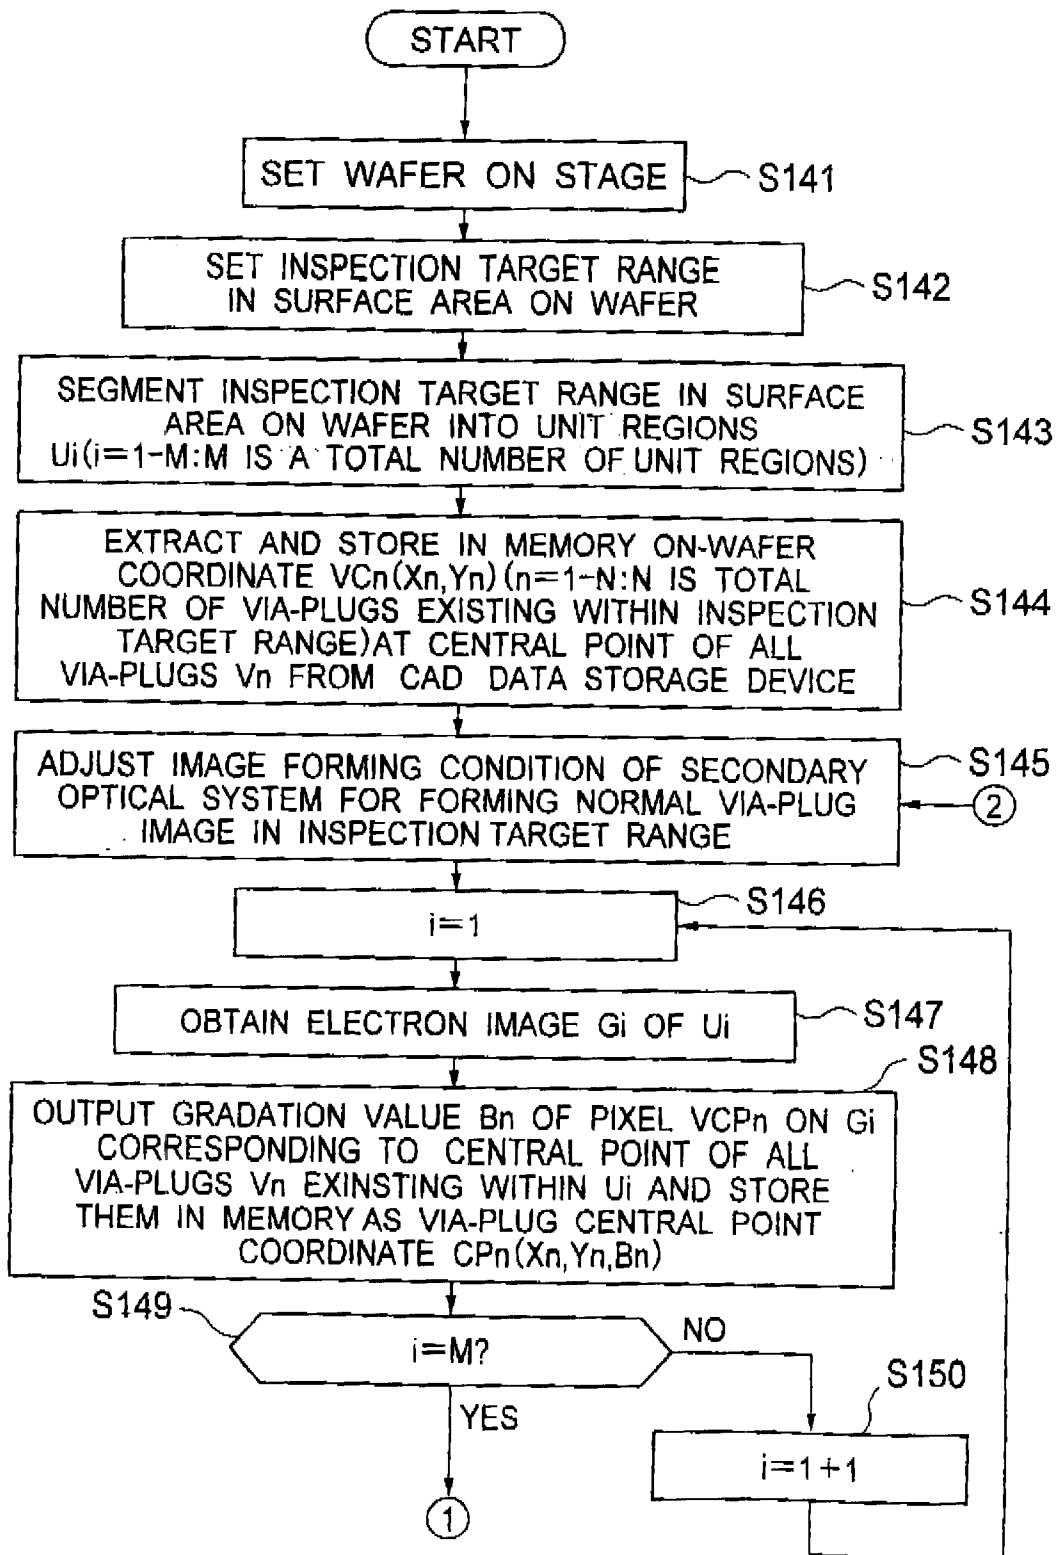 START
SET WAFER ON STAGE
S141
SET INSPECTION TARGET RANGE
IN SURFACE AREA ON WAFER
S142
SEGMENT INSPECTION TARGET RANGE IN SURFACE
AREA ON WAFER INTO UNIT REGIONS
Ui(i=1-M:M IS A TOTAL NUMBER OF UNIT REGIONS)
S143
EXTRACT AND STORE IN MEMORY ON-WAFER
COORDINATE VCn(Xn,Yn)(n=1-N:N IS TOTAL
NUMBER OF VIA-PLUGS EXISTING WITHIN INSPECTION
TARGET RANGE)AT CENTRAL POINT OF ALL
VIA-PLUGS Vn FROM CAD DATA STORAGE DEVICE
S144
ADJUST IMAGE FORMING CONDITION OF SECONDARY
OPTICAL SYSTEM FOR FORMING NORMAL VIA-PLUG
IMAGE IN INSPECTION TARGET RANGE
S145
2
i=1
S146
OBTAIN ELECTRON IMAGE Gi OF Ui
S147
OUTPUT GRADATION VALUE Bn OF PIXEL VCPn ON Gi
CORRESPONDING TO CENTRAL POINT OF ALL
VIA-PLUGS Vn EXINSTING WITHIN Ui AND STORE
THEM IN MEMORY AS VIA-PLUG CENTRAL POINT
COORDINATE CPn(Xn,Yn,Bn)
S148
S149
i=M?
NO
YES
S150
i=1+1
1